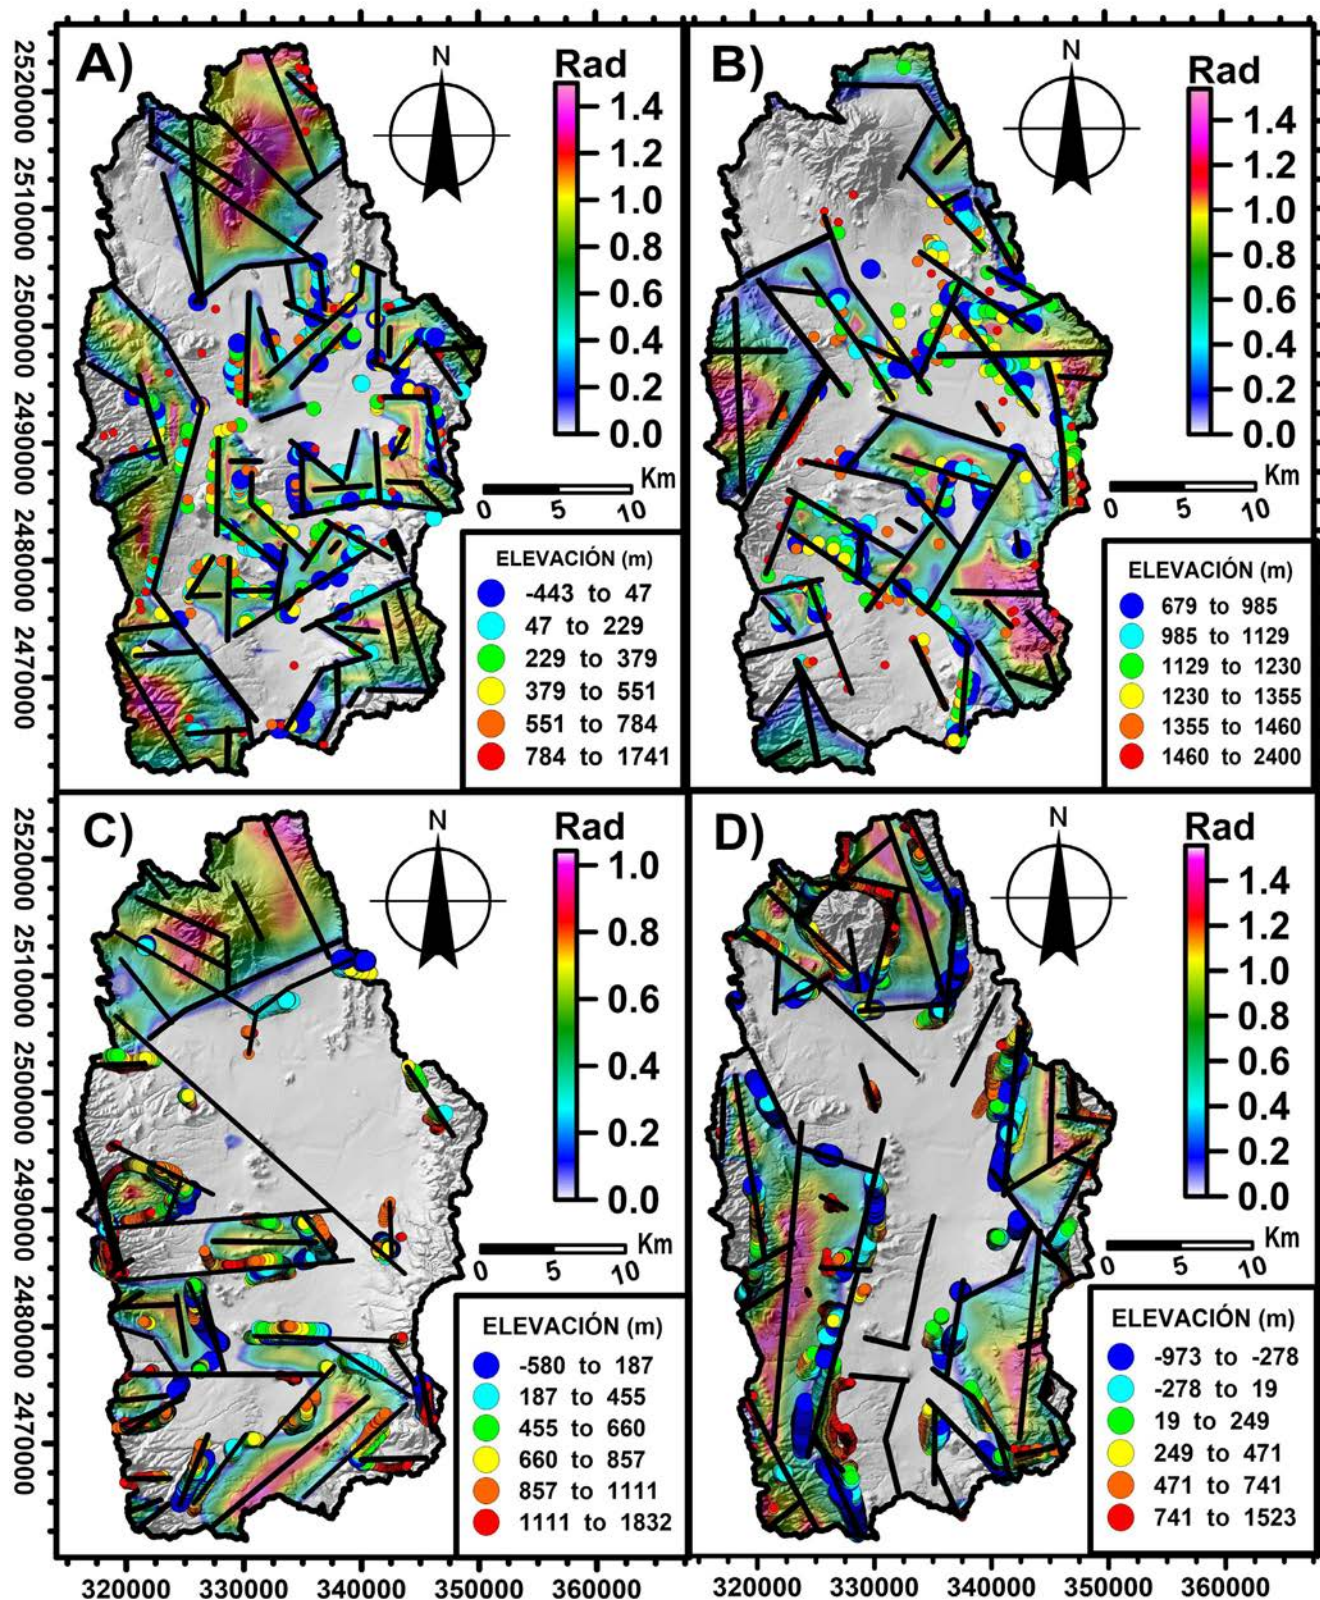 A)
N
Rad
1.4
1.2
1.0
0.8
0.6
0.4
0.2
0.0
Km
0 5 10
ELEVACIÓN (m)
-443 to 47
47 to 229
229 to 379
379 to 551
551 to 784
784 to 1741
B)
N
Rad
1.4
1.2
1.0
0.8
0.6
0.4
0.2
0.0
Km
0 5 10
ELEVACIÓN (m)
679 to 985
985 to 1129
1129 to 1230
1230 to 1355
1355 to 1460
1460 to 2400
2520000
2510000
2500000
2490000
2480000
2470000
C)
N
Rad
1.0
0.8
0.6
0.4
0.2
0.0
Km
0 5 10
ELEVACIÓN (m)
-580 to 187
187 to 455
455 to 660
660 to 857
857 to 1111
1111 to 1832
D)
N
Rad
1.4
1.2
1.0
0.8
0.6
0.4
0.2
0.0
Km
0 5 10
ELEVACIÓN (m)
-973 to -278
-278 to 19
19 to 249
249 to 471
471 to 741
741 to 1523
2520000
2510000
2500000
2490000
2480000
2470000
320000 330000 340000 350000 360000 320000 330000 340000 350000 360000